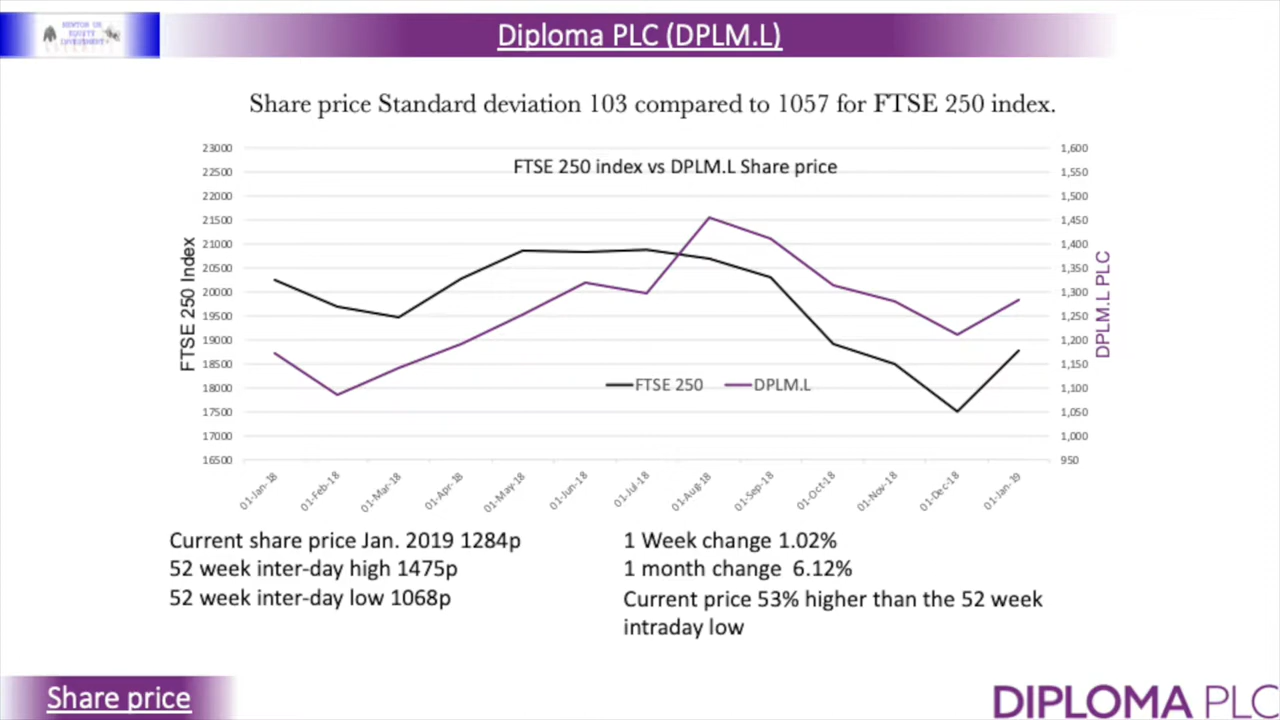 NEWTON UK
EQUITY
INVESTMENT+
Diploma PLC (DPLM.L)
Share price Standard deviation 103 compared to 1057 for FTSE 250 index.
FTSE 250 index vs DPLM.L Share price
23000
22500
22000
21500
21000
20500
20000
19500
19000
18500
18000
17500
17000
16500
FTSE 250 Index
1,600
1,550
1,500
1,450
1,400
1,350
1,300
1,250
1,200
1,150
1,100
1,050
1,000
950
DPLM.L PLC
FTSE 250 DPLM.L
01-Jan-18
01-Feb-18
01-Mar-18
01-Apr-18
01-May-18
01-Jun-18
01-Jul-18
01-Aug-18
01-Sep-18
01-Oct-18
01-Nov-18
01-Dec-18
01-Jan-19
Current share price Jan. 2019 1284p
52 week inter-day high 1475p
52 week inter-day low 1068p
1 Week change 1.02%
1 month change 6.12%
Current price 53% higher than the 52 week
intraday low
Share price
DIPLOMA PLC